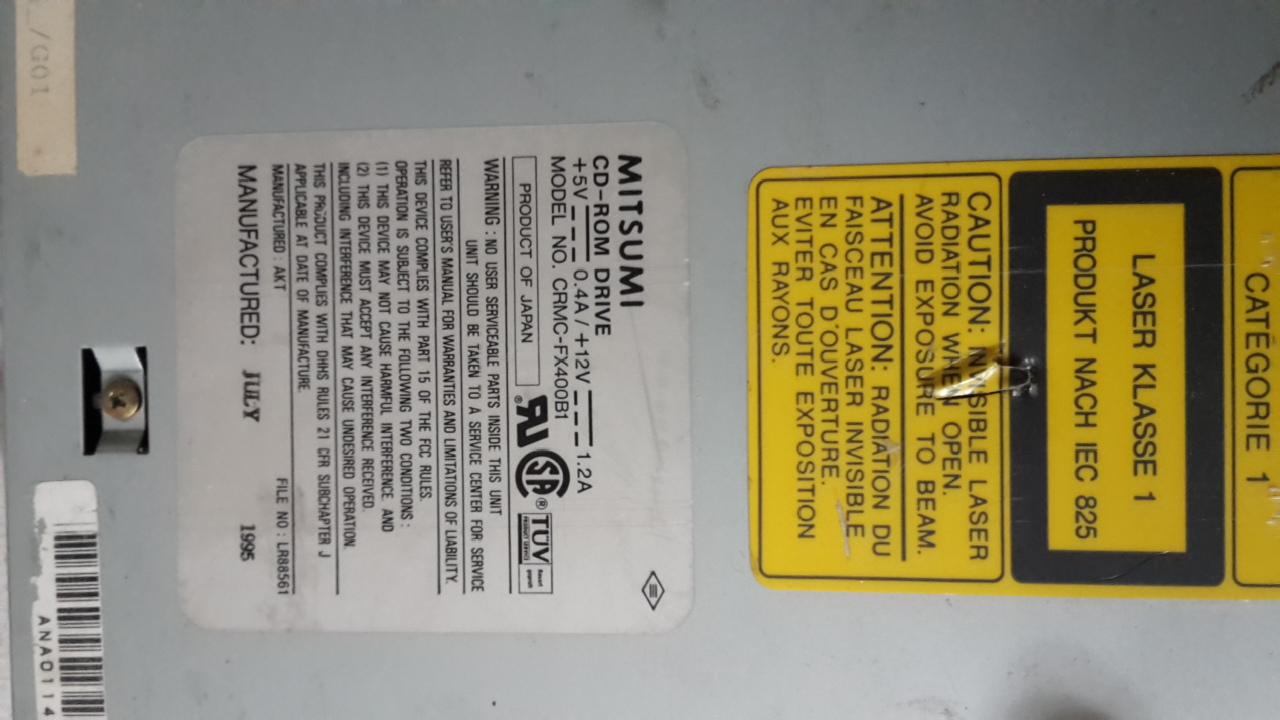 /G01
MITSUMI
CD-ROM DRIVE
+5V 0.4A / +12V 1.2A
MODEL NO. CRMC-FX400B1
PRODUCT OF JAPAN
WARNING : NO USER SERVICEABLE PARTS INSIDE THIS UNIT
UNIT SHOULD BE TAKEN TO A SERVICE CENTER FOR SERVICE
REFER TO USER'S MANUAL FOR WARRANTIES AND LIMITATIONS OF LIABILITY.
THIS DEVICE COMPLIES WITH PART 15 OF THE FCC RULES.
OPERATION IS SUBJECT TO THE FOLLOWING TWO CONDITIONS :
(1) THIS DEVICE MAY NOT CAUSE HARMFUL INTERFERENCE AND
(2) THIS DEVICE MUST ACCEPT ANY INTERFERENCE RECEIVED.
INCLUDING INTERFERENCE THAT MAY CAUSE UNDESIRED OPERATION.
THIS PRODUCT COMPLIES WITH DHHS RULES 21 CFR SUBCHAPTER J
APPLICABLE AT DATE OF MANUFACTURE.
MANUFACTURED : AKT FILE NO : LR88561
MANUFACTURED: JULY 1995
SA ®
TÜV
PRODUCT SERVICE
CATĒGORIE 1
LASER KLASSE 1
PRODUKT NACH IEC 825
CAUTION: INVISIBLE LASER
RADIATION WHEN OPEN.
AVOID EXPOSURE TO BEAM.
ATTENTION: RADIATION DU
FAISCEAU LASER INVISIBLE
EN CAS D'OUVERTURE.
EVITER TOUTE EXPOSITION
AUX RAYONS.
ANA0114